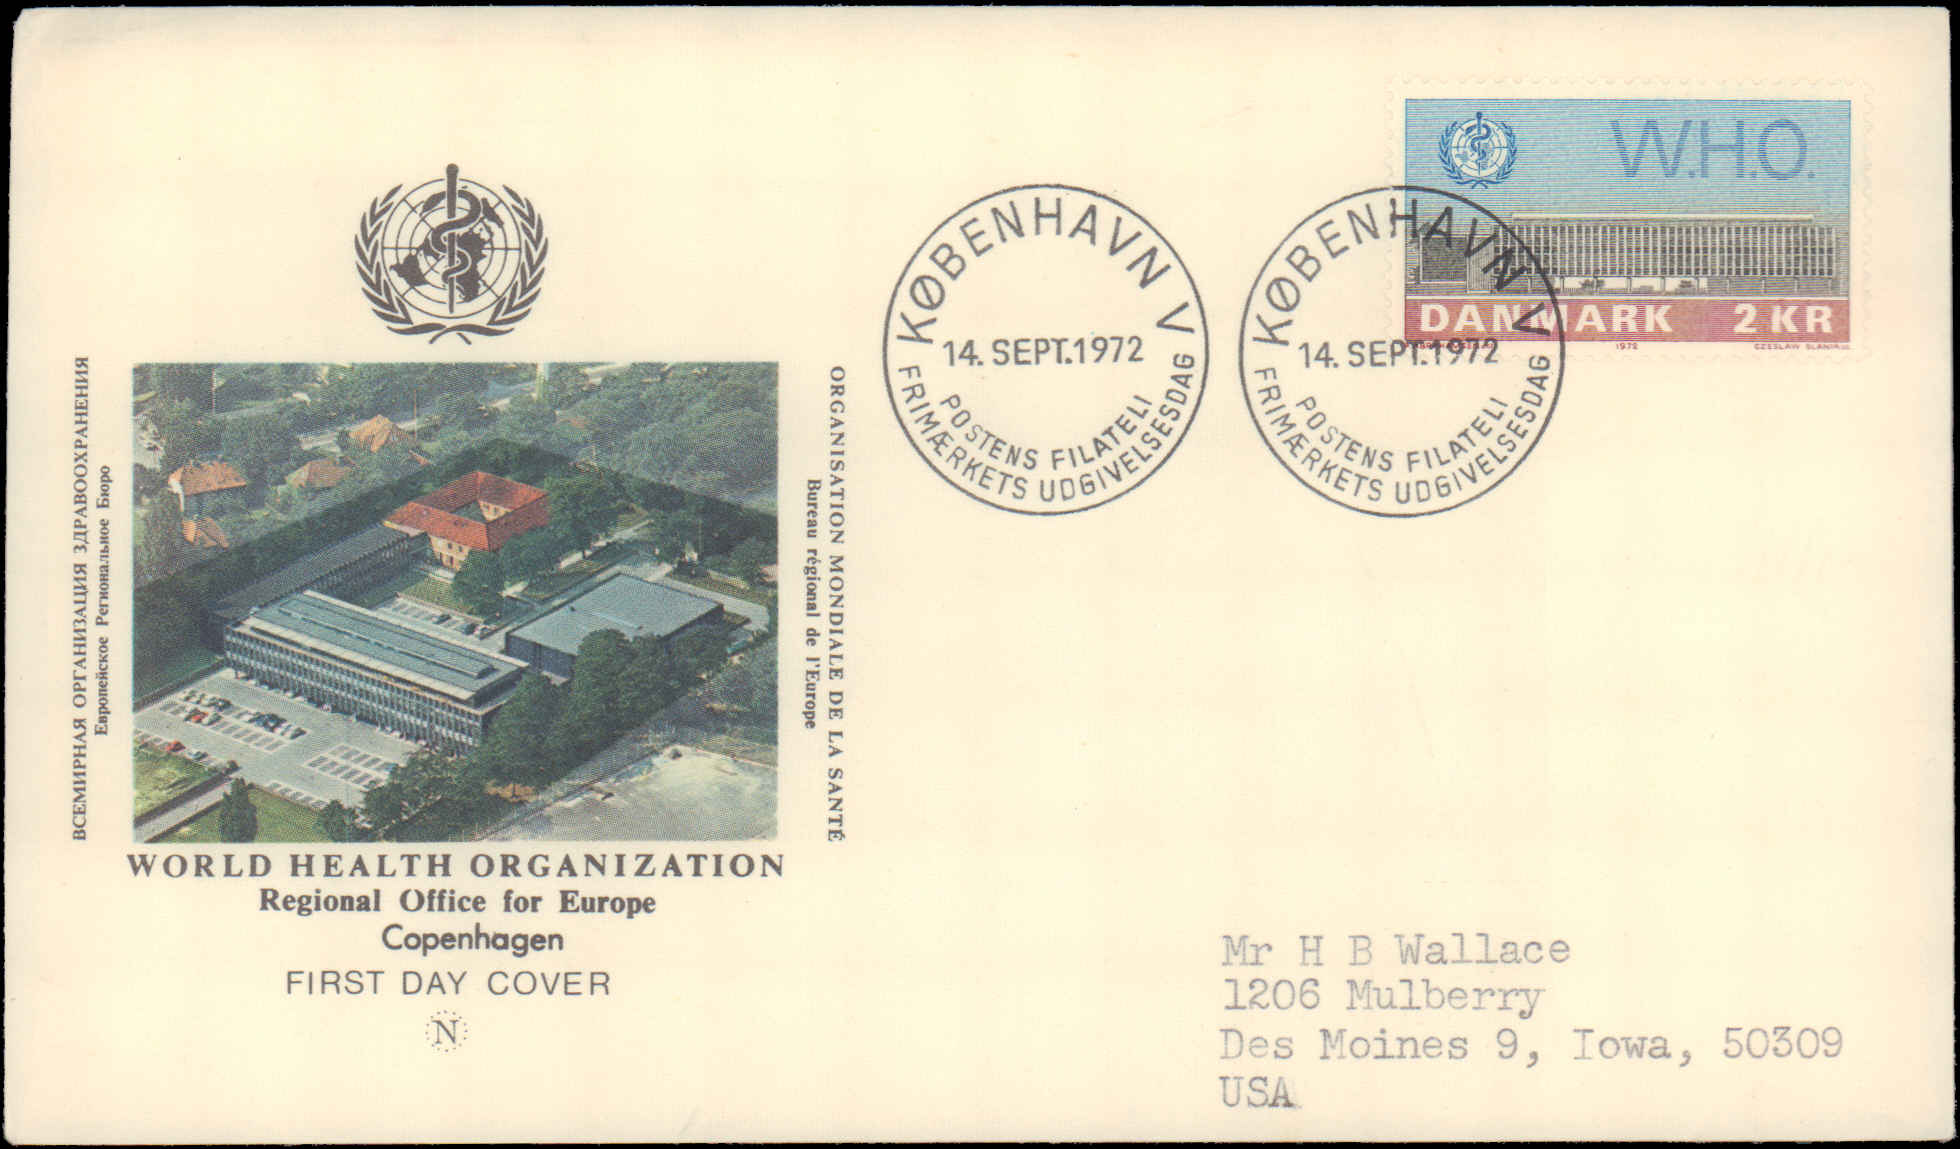 W.H.O.
DANMARK 2 KR
1972
CZESLAW SLANIA
KØBENHAVN V
14. SEPT. 1972
POSTENS FILATELI
FRIMÆRKETS UDGIVELSESDAG
KØBENHAVN V
14. SEPT. 1972
POSTENS FILATELI
FRIMÆRKETS UDGIVELSESDAG
ВСЕМИРНАЯ ОРГАНИЗАЦИЯ ЗДРАВООХРАНЕНИЯ
Европейское Региональное Бюро
ORGANISATION MONDIALE DE LA SANTÉ
Bureau régional de l'Europe
WORLD HEALTH ORGANIZATION
Regional Office for Europe
Copenhagen
FIRST DAY COVER
N
Mr H B Wallace
1206 Mulberry
Des Moines 9, Iowa, 50309
USA